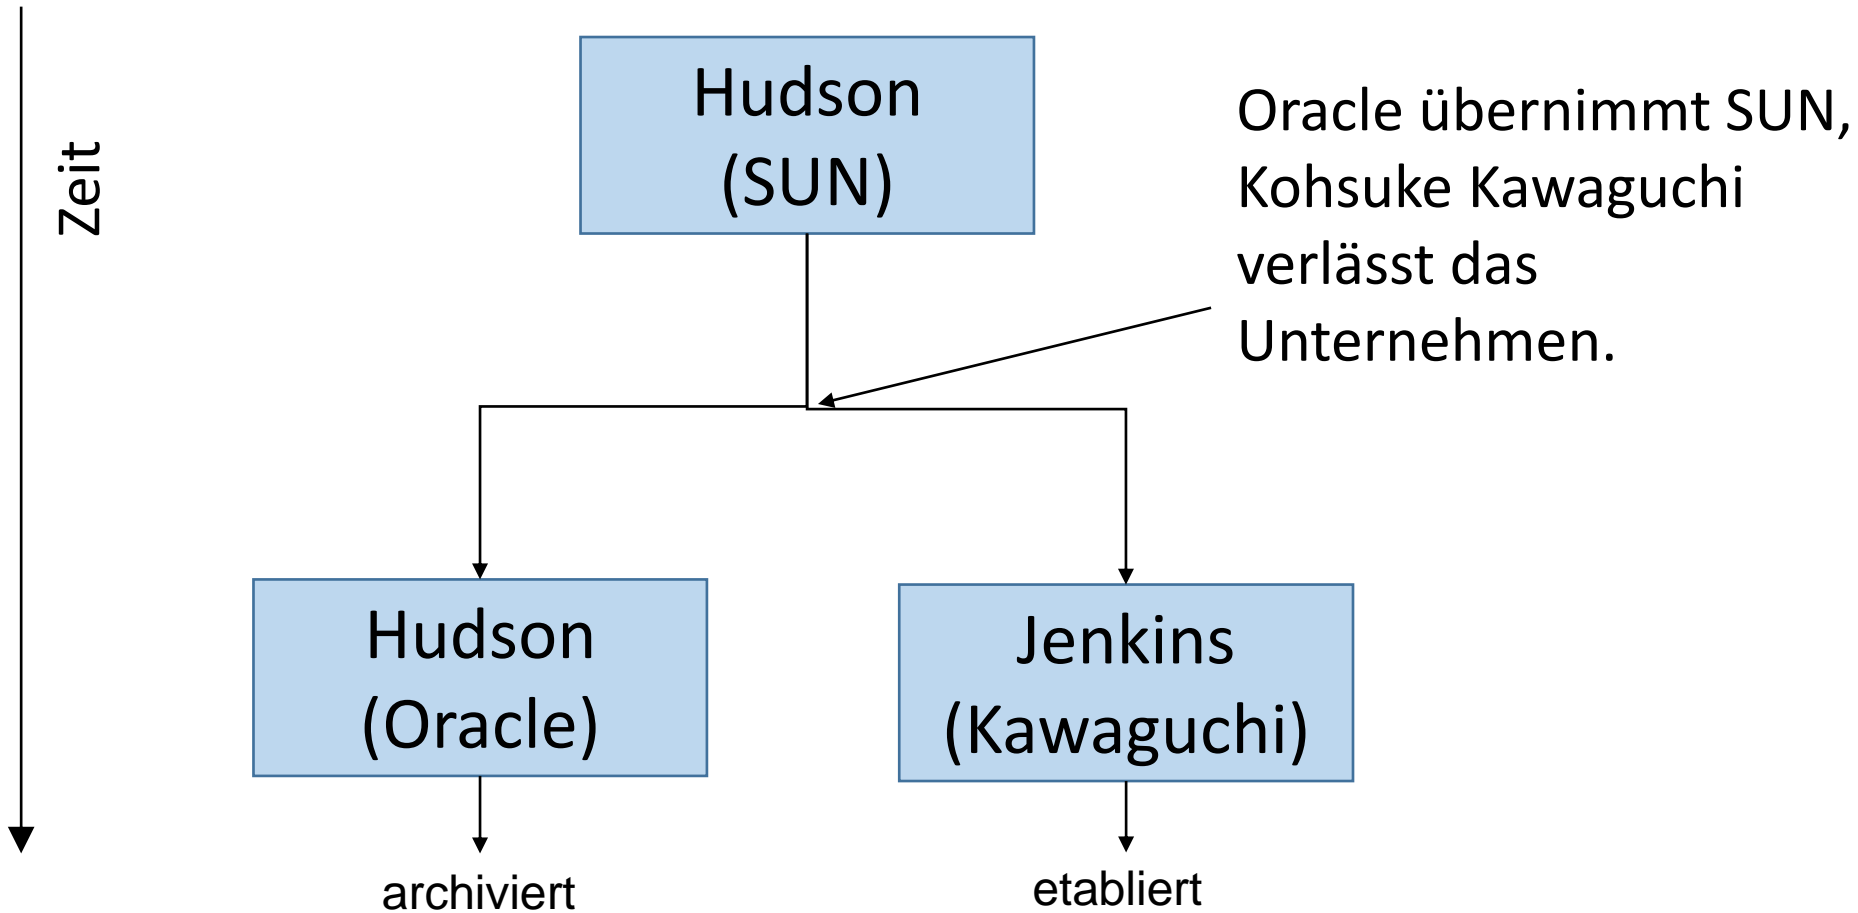 Zeit
Hudson
(SUN)
Oracle übernimmt SUN,
Kohsuke Kawaguchi
verlässt das
Unternehmen.
Hudson
(Oracle)
Jenkins
(Kawaguchi)
archiviert
etabliert